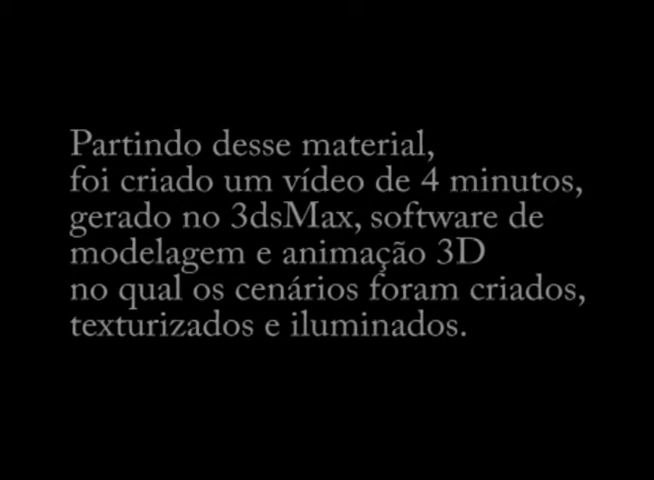 Partindo desse material,
foi criado um vídeo de 4 minutos,
gerado no 3dsMax, software de
modelagem e animação 3D
no qual os cenários foram criados,
texturizados e iluminados.